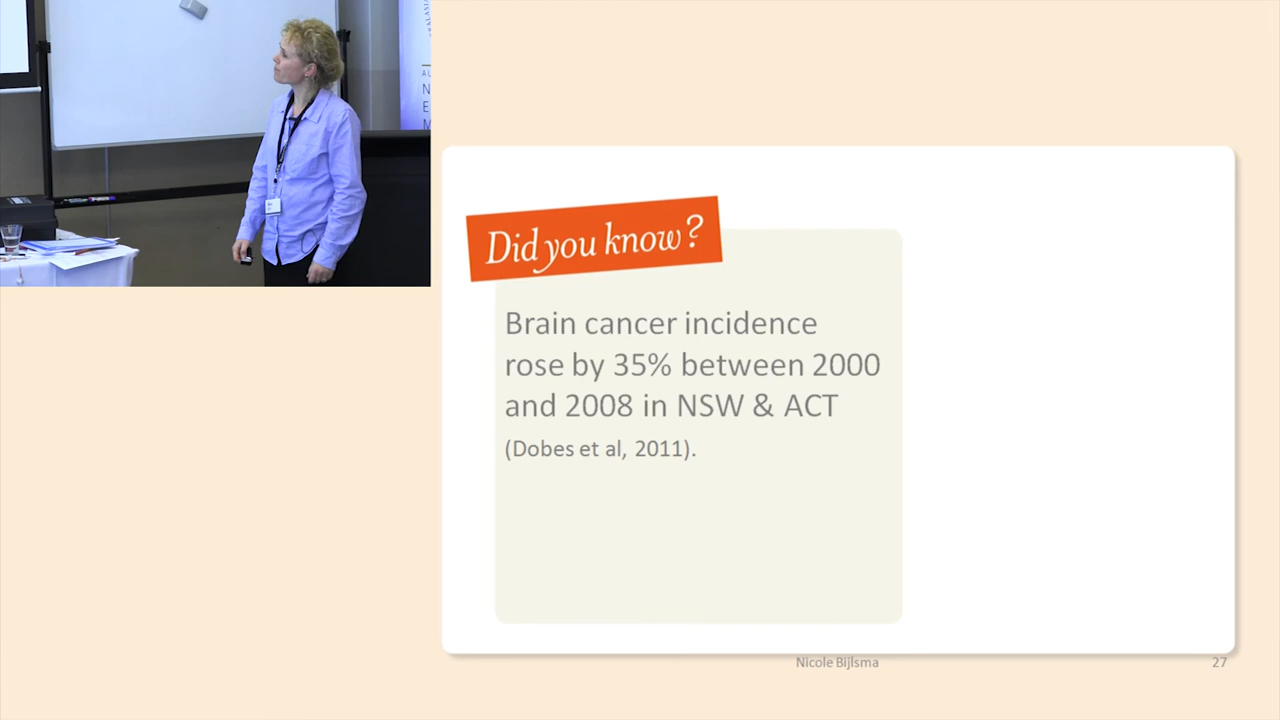 AU
N
E
M
Did you know?
Brain cancer incidence
rose by 35% between 2000
and 2008 in NSW & ACT
(Dobes et al, 2011).
Nicole Bijlsma
27